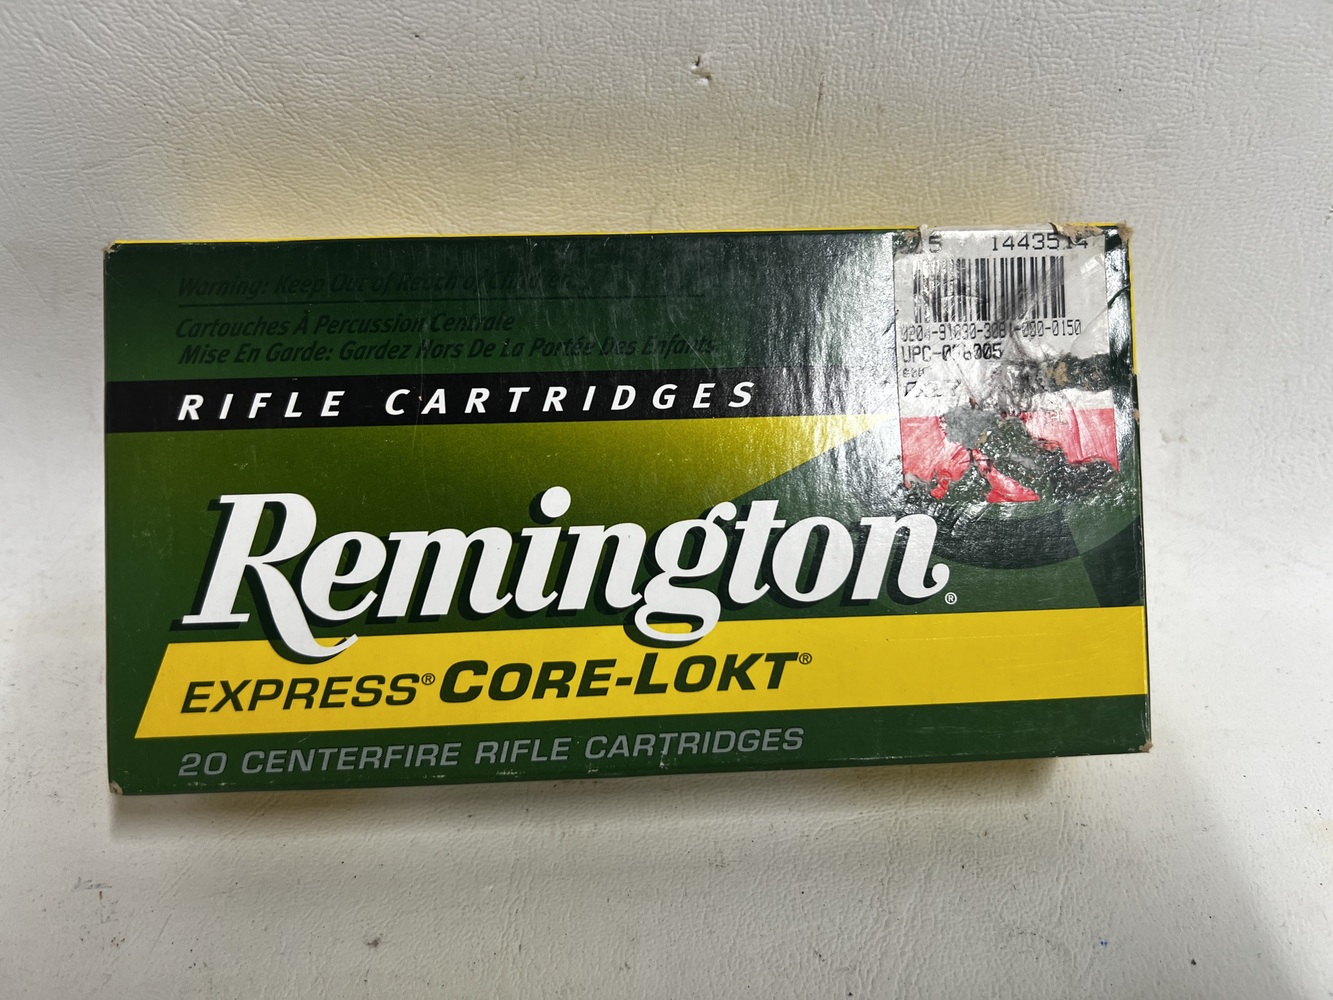 Warning: Keep Out of Reach of Children.
Cartouches À Percussion Centrale
Mise En Garde: Gardez Hors De La Portée Des Enfants.
RIFLE CARTRIDGES
Remington®
EXPRESS® CORE-LOKT®
20 CENTERFIRE RIFLE CARTRIDGES
1443514